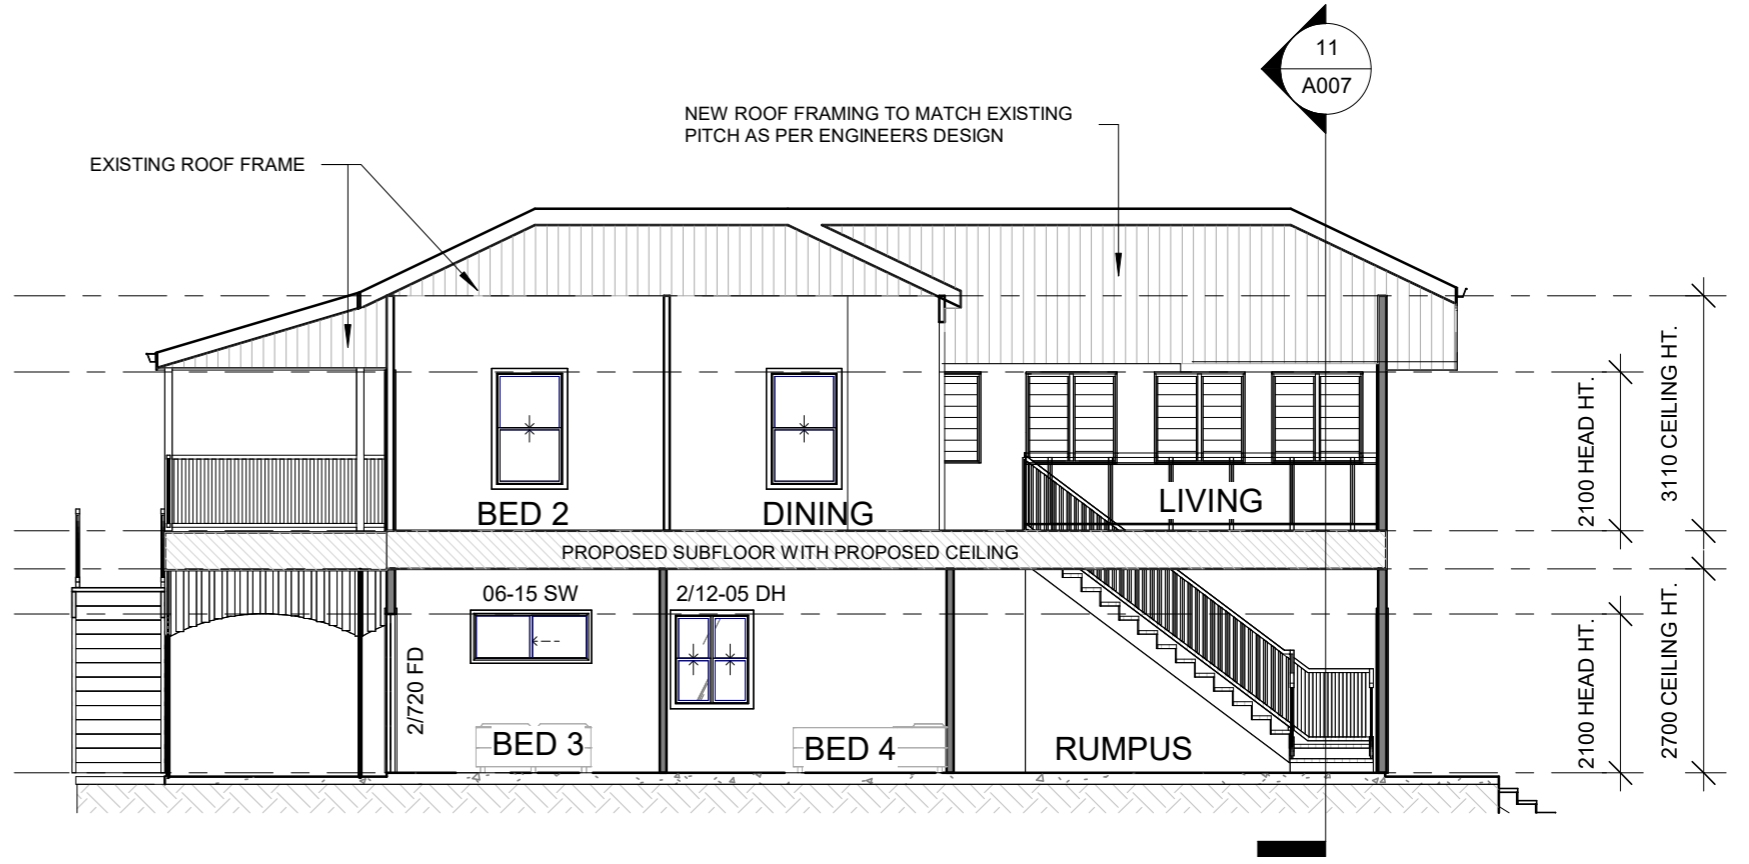 11
A007
NEW ROOF FRAMING TO MATCH EXISTING
PITCH AS PER ENGINEERS DESIGN
EXISTING ROOF FRAME
2100 HEAD HT.
3110 CEILING HT.
BED 2
DINING
LIVING
PROPOSED SUBFLOOR WITH PROPOSED CEILING
06-15 SW
2/12-05 DH
2/720 FD
BED 3
BED 4
RUMPUS
2100 HEAD HT.
2700 CEILING HT.